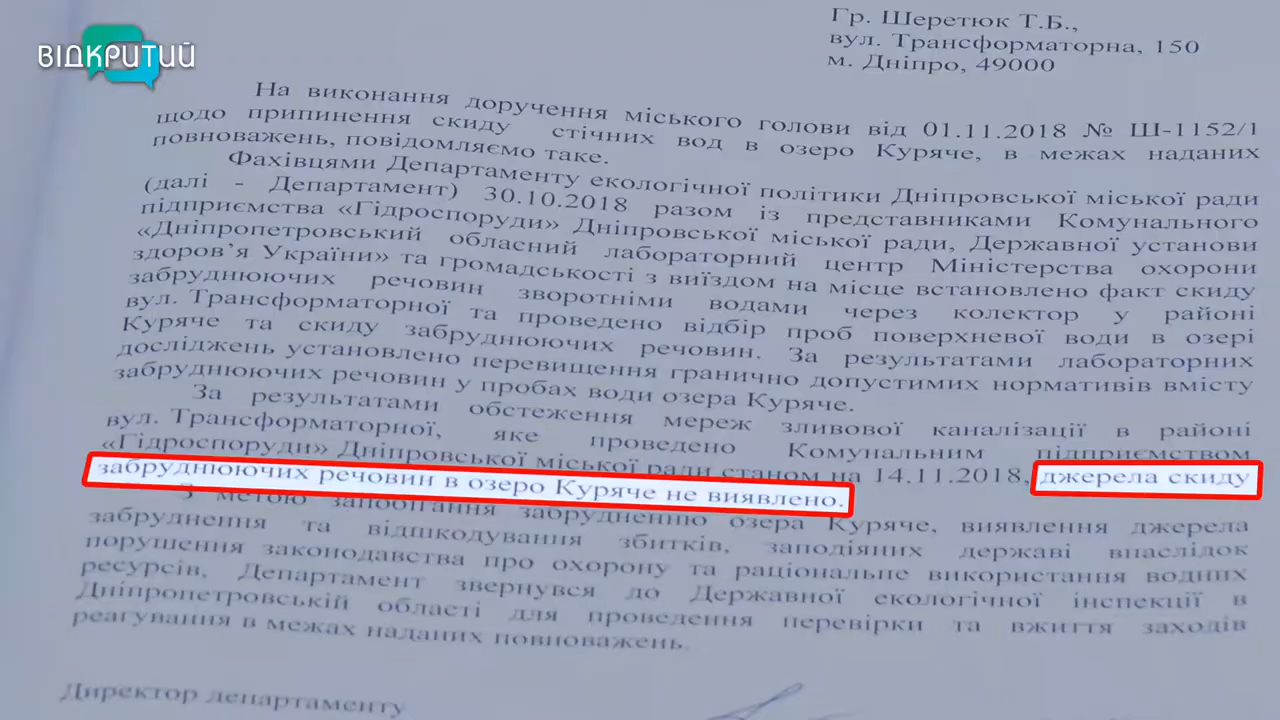 ВІДКРИТИЙ
Гр. Шеретюк Т.Б.,
вул. Трансформаторна, 150
м. Дніпро, 49000
На виконання доручення міського голови від 01.11.2018 № Ш-1152/1
щодо припинення скиду стічних вод в озеро Куряче, в межах наданих
повноважень, повідомляємо таке.
Фахівцями Департаменту екологічної політики Дніпровської міської ради
(далі - Департамент) 30.10.2018 разом із представниками Комунального
підприємства «Гідроспоруди» Дніпровської міської ради, Державної установи
«Дніпропетровський обласний лабораторний центр Міністерства охорони
здоров’я України» та громадськості з виїздом на місце встановлено факт скиду
забруднюючих речовин зворотніми водами через колектор у районі
вул. Трансформаторної та проведено відбір проб поверхневої води в озері
Куряче та скиду забруднюючих речовин. За результатами лабораторних
досліджень установлено перевищення гранично допустимих нормативів вмісту
забруднюючих речовин у пробах води озера Куряче.
За результатами обстеження мереж зливової каналізації в районі
вул. Трансформаторної, яке проведено Комунальним підприємством
«Гідроспоруди» Дніпровської міської ради станом на 14.11.2018, джерела скиду
забруднюючих речовин в озеро Куряче не виявлено.
З метою запобігання забрудненню озера Куряче, виявлення джерела
забруднення та відшкодування збитків, заподіяних державі внаслідок
порушення законодавства про охорону та раціональне використання водних
ресурсів, Департамент звернувся до Державної екологічної інспекції в
Дніпропетровській області для проведення перевірки та вжиття заходів
реагування в межах наданих повноважень.
Директор департаменту